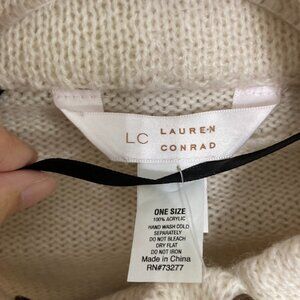 LC LAUREN
CONRAD
ONE SIZE
100% ACRYLIC
HAND WASH COLD
SEPARATELY
DO NOT BLEACH
DRY FLAT
DO NOT IRON
Made in China
RN#73277